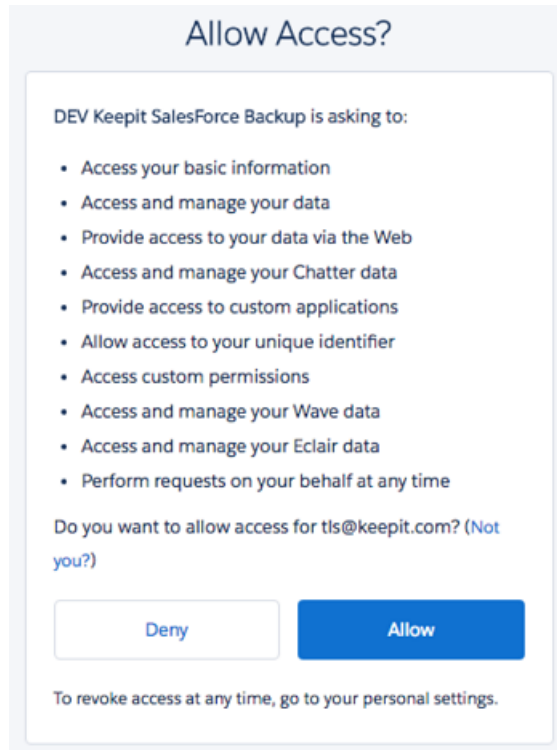 Allow Access?
DEV Keepit SalesForce Backup is asking to:
• Access your basic information
• Access and manage your data
• Provide access to your data via the Web
• Access and manage your Chatter data
• Provide access to custom applications
• Allow access to your unique identifier
• Access custom permissions
• Access and manage your Wave data
• Access and manage your Eclair data
• Perform requests on your behalf at any time
Do you want to allow access for tls@keepit.com? (Not
you?)
Deny Allow
To revoke access at any time, go to your personal settings.